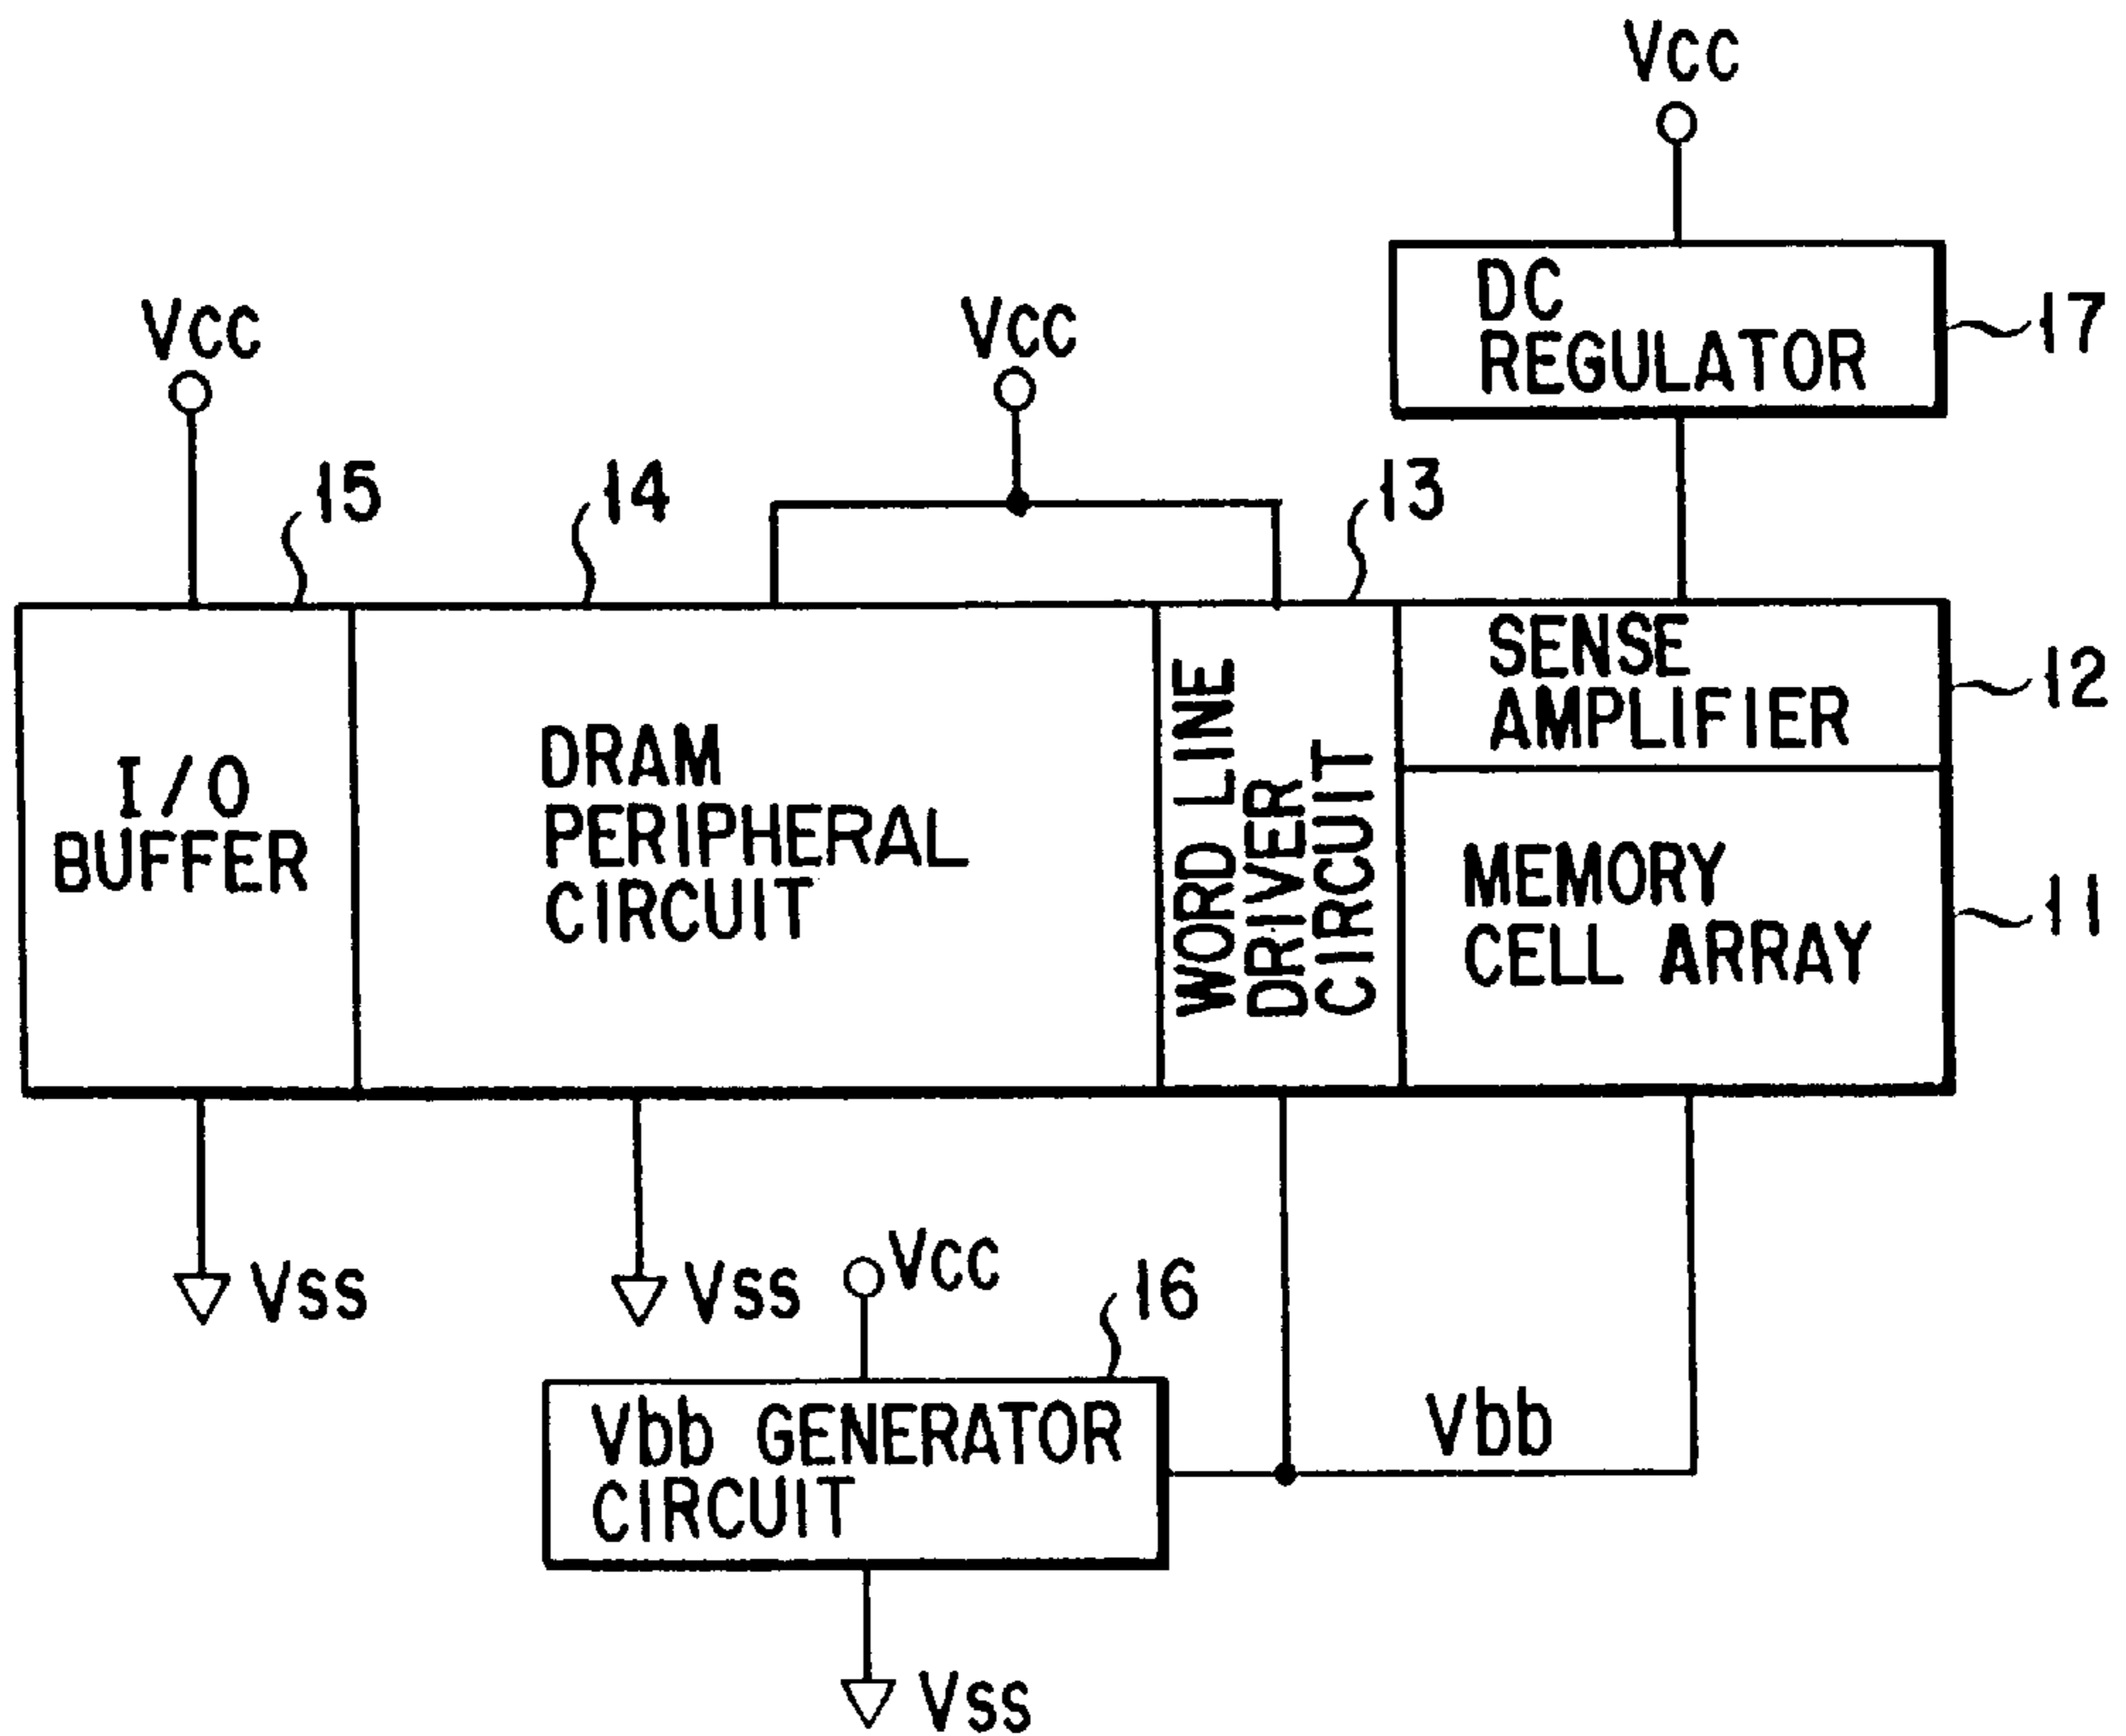 VCC
DC
REGULATOR
17
VCC
VCC
15
14
13
SENSE
AMPLIFIER
12
I/O
BUFFER
DRAM
PERIPHERAL
CIRCUIT
WORD LINE
DRIVER
CIRCUIT
MEMORY
CELL ARRAY
11
VSS
VSS
VCC
16
Vbb GENERATOR
CIRCUIT
Vbb
VSS